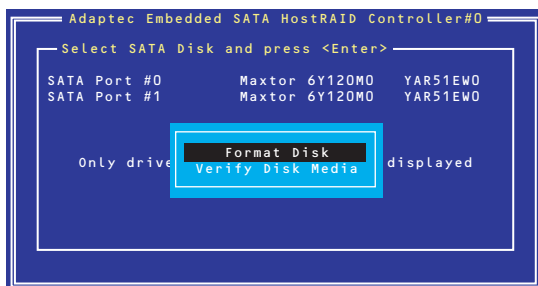 Adaptec Embedded SATA HostRAID Controller#0
Select SATA Disk and press <Enter>
SATA Port #0 Maxtor 6Y120M0 YAR51EW0
SATA Port #1 Maxtor 6Y120M0 YAR51EW0
Format Disk
Only drive displayed
Verify Disk Media